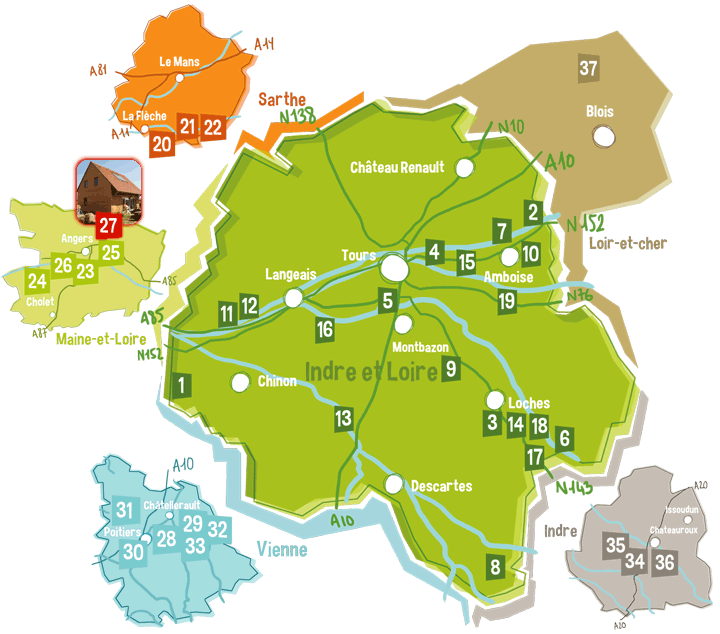 Le Mans
A81
A14
La Flèche
A11
20
21
22
Sarthe
N138
37
Blois
Loir-et-cher
N10
A10
Château Renault
2
N152
7
4
15
10
Amboise
Tours
19
N76
Langeais
11
12
16
5
Montbazon
Indre et Loire
9
A85
N152
1
Chinon
13
Loches
3
14
18
6
17
N143
Descartes
A10
8
27
Angers
25
26
23
24
A85
Cholet
A87
Maine-et-Loire
A10
31
Châtellerault
Poitiers
29
32
28
30
33
Vienne
Indre
A20
Issoudun
Chateauroux
35
34
36
A20